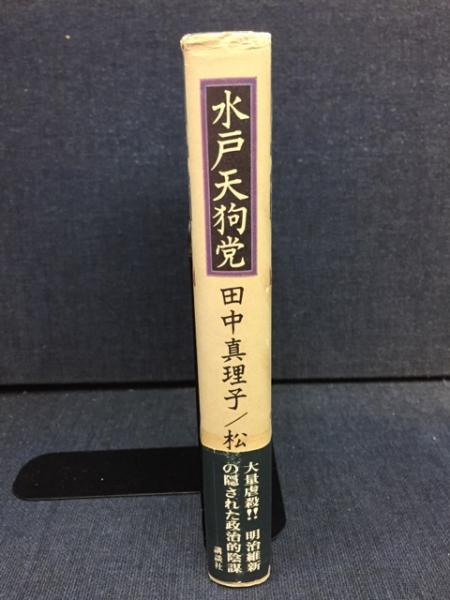 水戸天狗党
田中真理子／松
大量虐殺!! 明治維新
の隠された政治的陰謀
講談社